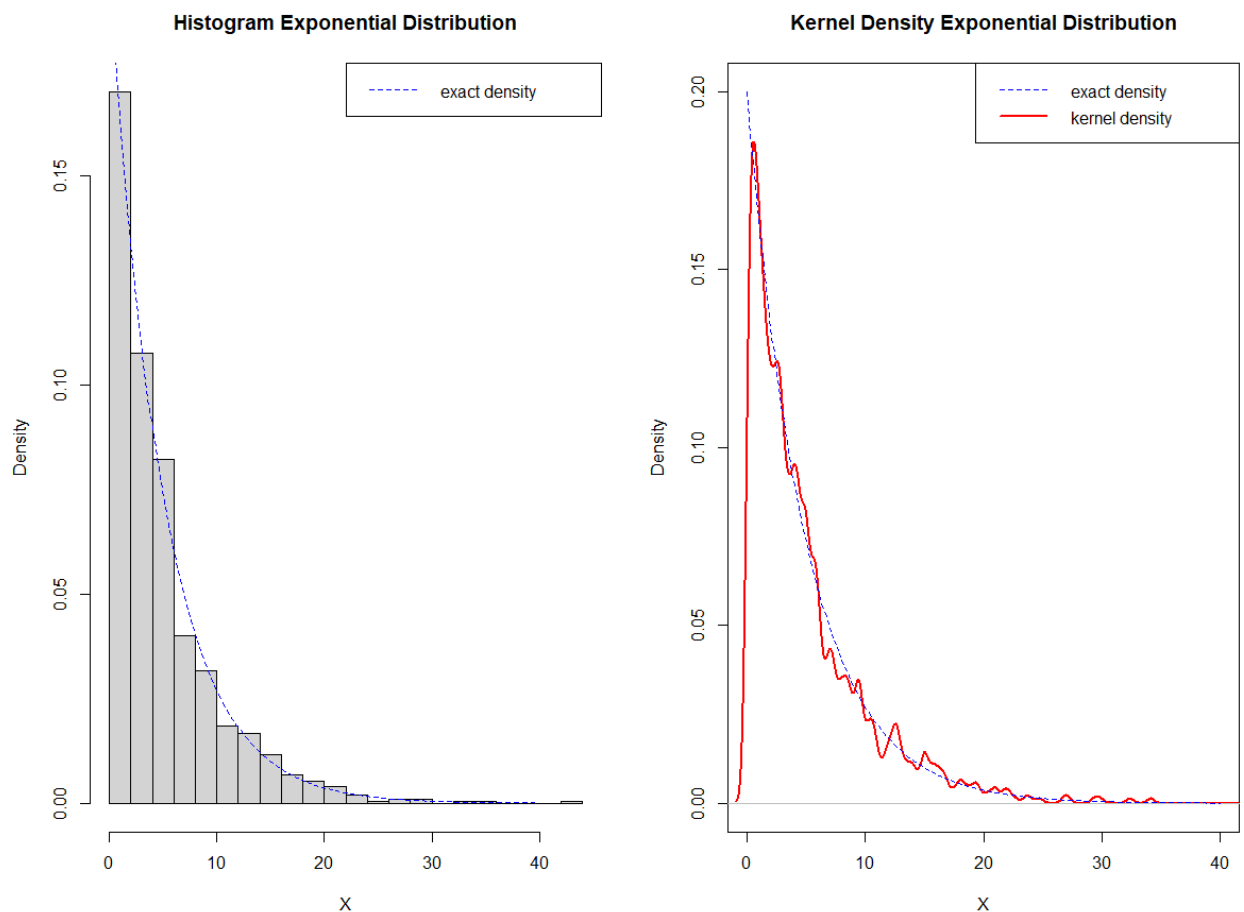 Histogram Exponential Distribution
exact density
0.15
0.10
0.05
0.00
Density
0 10 20 30 40
X
Kernel Density Exponential Distribution
exact density
kernel density
0.20
0.15
0.10
0.05
0.00
Density
0 10 20 30 40
X